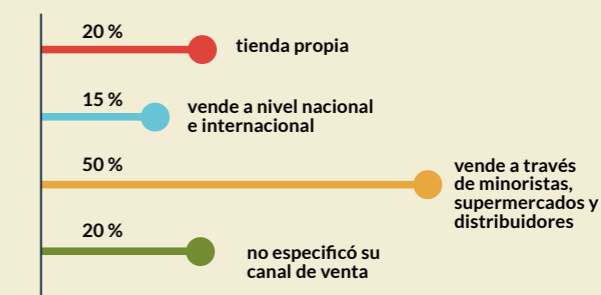 20 %
tienda propia
15 %
vende a nivel nacional
e internacional
50 %
vende a través
de minoristas,
supermercados y
distribuidores
20 %
no especificó su
canal de venta